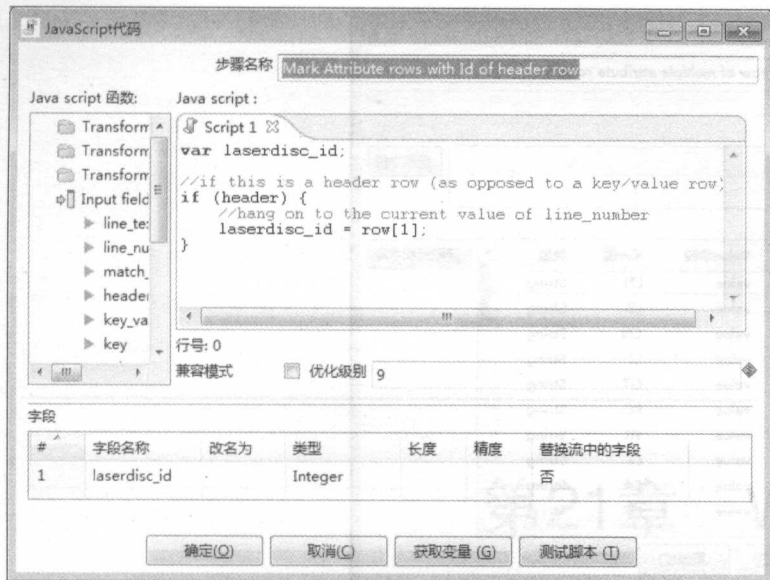 JavaScript代码
步骤名称 Mark Attribute rows with Id of header row
Java script 函数:
Java script :
Transform
Transform
Transform
Input field
line_te
line_nu
match_
header
key_va
key
Script 1
var laserdisc_id;
//if this is a header row (as opposed to a key/value row)
if (header) {
//hang on to the current value of line_number
laserdisc_id = row[1];
}
行号: 0
兼容模式 优化级别 9
字段
# 字段名称 改名为 类型 长度 精度 替换流中的字段
1 laserdisc_id Integer 否
确定(O) 取消(C) 获取变量 (G) 测试脚本 (T)